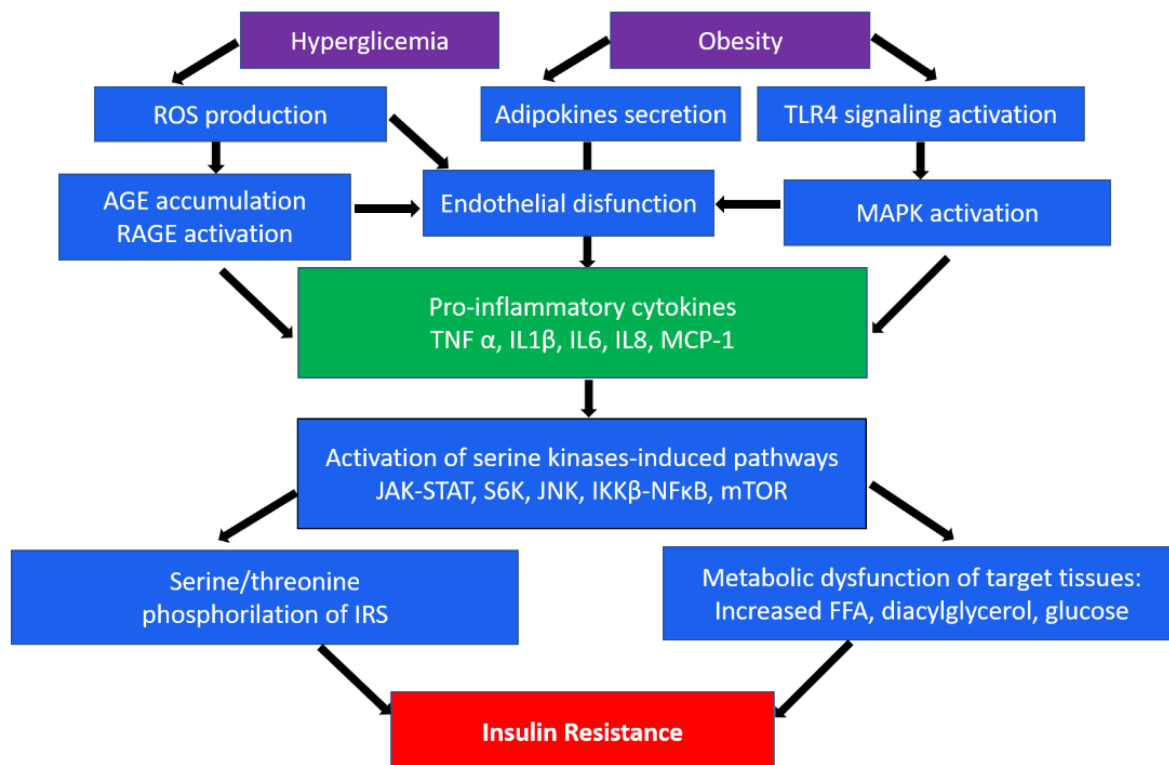 Hyperglicemia
Obesity
ROS production
Adipokines secretion
TLR4 signaling activation
AGE accumulation
RAGE activation
Endothelial disfunction
MAPK activation
Pro-inflammatory cytokines
TNF α, IL1β, IL6, IL8, MCP-1
Activation of serine kinases-induced pathways
JAK-STAT, S6K, JNK, IKKβ-NFκB, mTOR
Serine/threonine
phosphorilation of IRS
Metabolic dysfunction of target tissues:
Increased FFA, diacylglycerol, glucose
Insulin Resistance